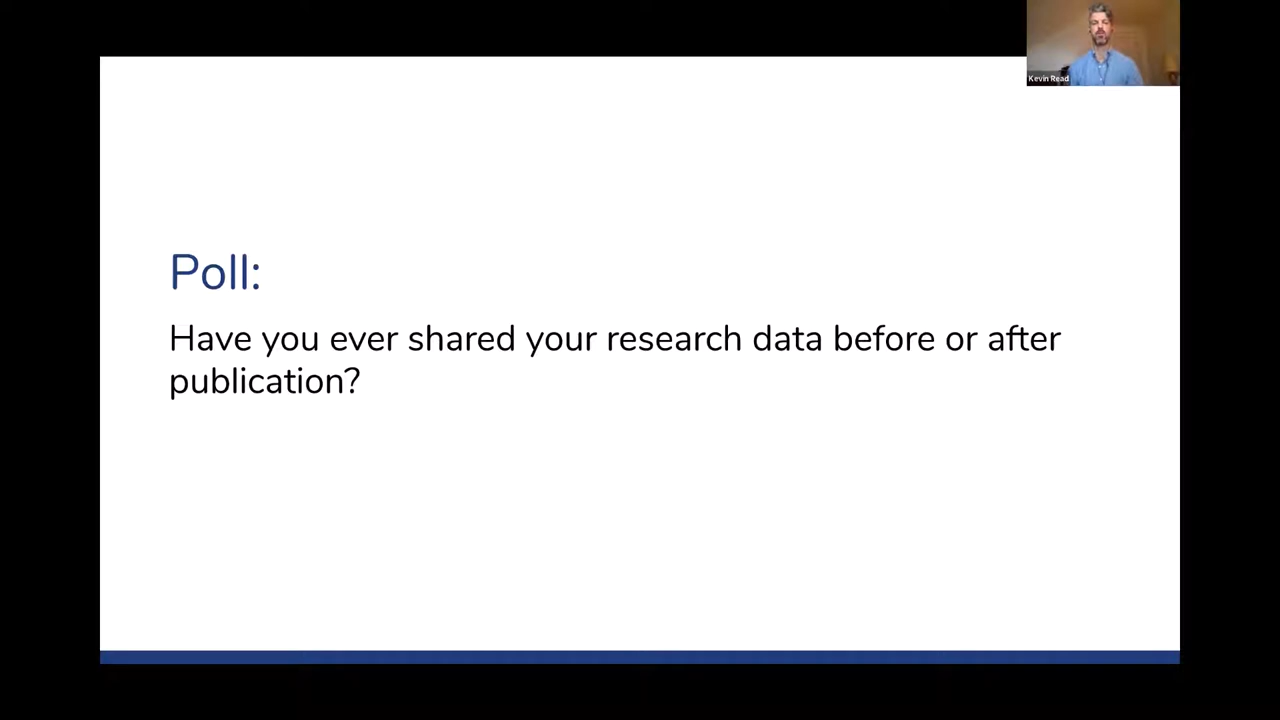 Kevin Read
Poll:
Have you ever shared your research data before or after
publication?